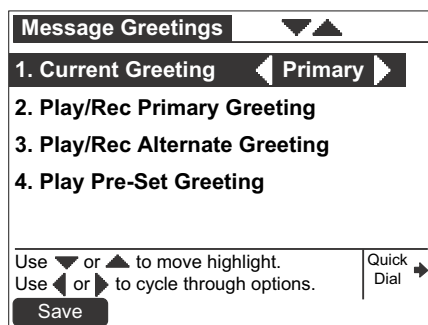 Message Greetings
1. Current Greeting Primary
2. Play/Rec Primary Greeting
3. Play/Rec Alternate Greeting
4. Play Pre-Set Greeting
Use ▼ or ▲ to move highlight.
Use ◀ or ▶ to cycle through options.
Quick
Dial
Save